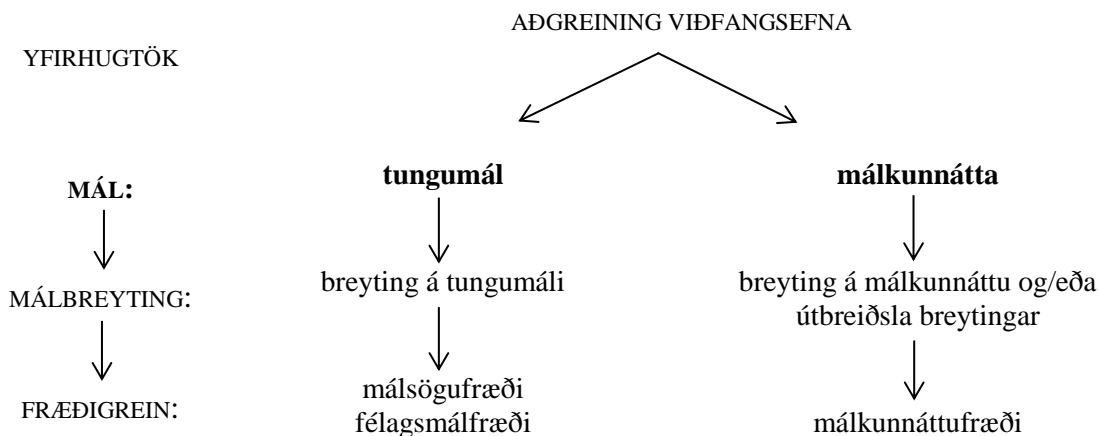 AÐGREINING VIÐFANGSEFNA
YFIRHUGTÖK
MÁL:
tungumál
málkunnátta
MÁLBREYTING:
breyting á tungumáli
breyting á málkunnáttu og/eða
útbreiðsla breytingar
FRÆÐIGREIN:
málsögufræði
félagsmálfræði
málkunnáttufræði